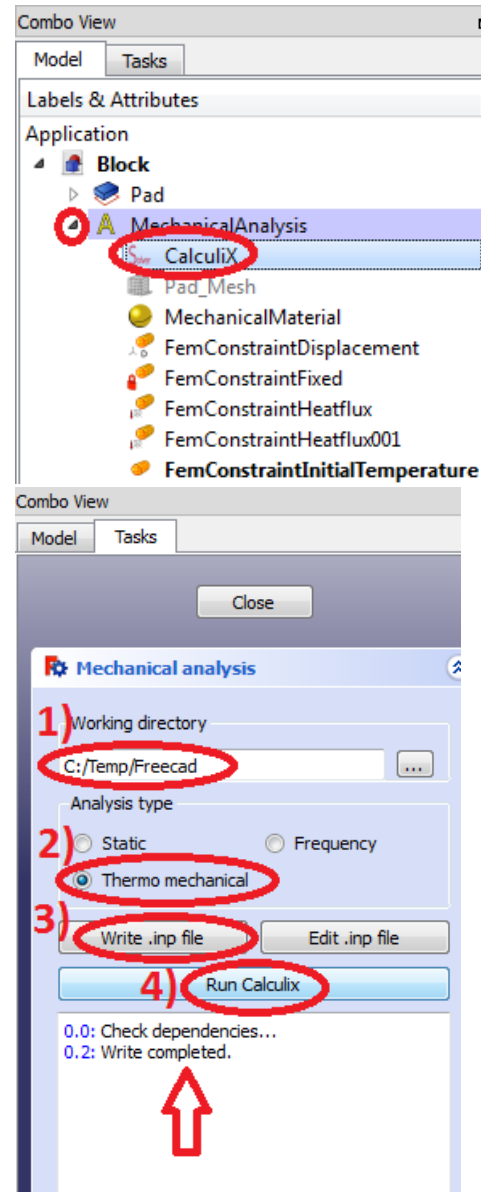 Combo View
Model Tasks
Labels & Attributes
Application
Block
Pad
A MechanicalAnalysis
Solver CalculiX
Pad_Mesh
MechanicalMaterial
FemConstraintDisplacement
FemConstraintFixed
FemConstraintHeatflux
FemConstraintHeatflux001
FemConstraintInitialTemperature
Combo View
Model Tasks
Close
Mechanical analysis
1) Working directory
C:/Temp/Freecad ...
Analysis type
2) Static Frequency
Thermo mechanical
3) Write .inp file Edit .inp file
4) Run Calculix
0.0: Check dependencies...
0.2: Write completed.